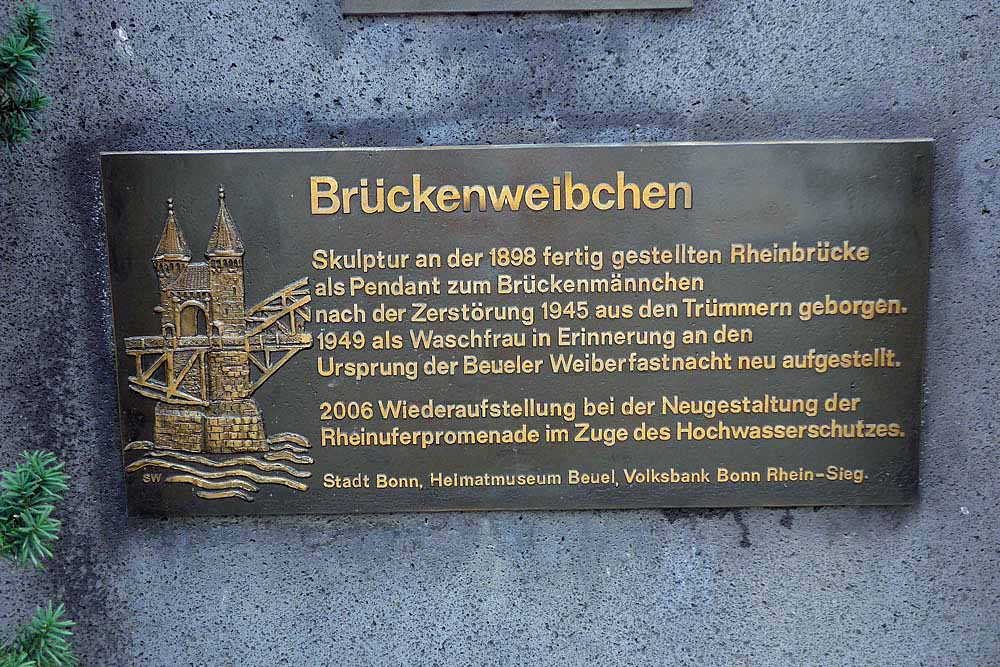 Brückenweibchen
Skulptur an der 1898 fertig gestellten Rheinbrücke
als Pendant zum Brückenmännchen
nach der Zerstörung 1945 aus den Trümmern geborgen.
1949 als Waschfrau in Erinnerung an den
Ursprung der Beueler Weiberfastnacht neu aufgestellt.
2006 Wiederaufstellung bei der Neugestaltung der
Rheinuferpromenade im Zuge des Hochwasserschutzes.
SW
Stadt Bonn, Heimatmuseum Beuel, Volksbank Bonn Rhein-Sieg.